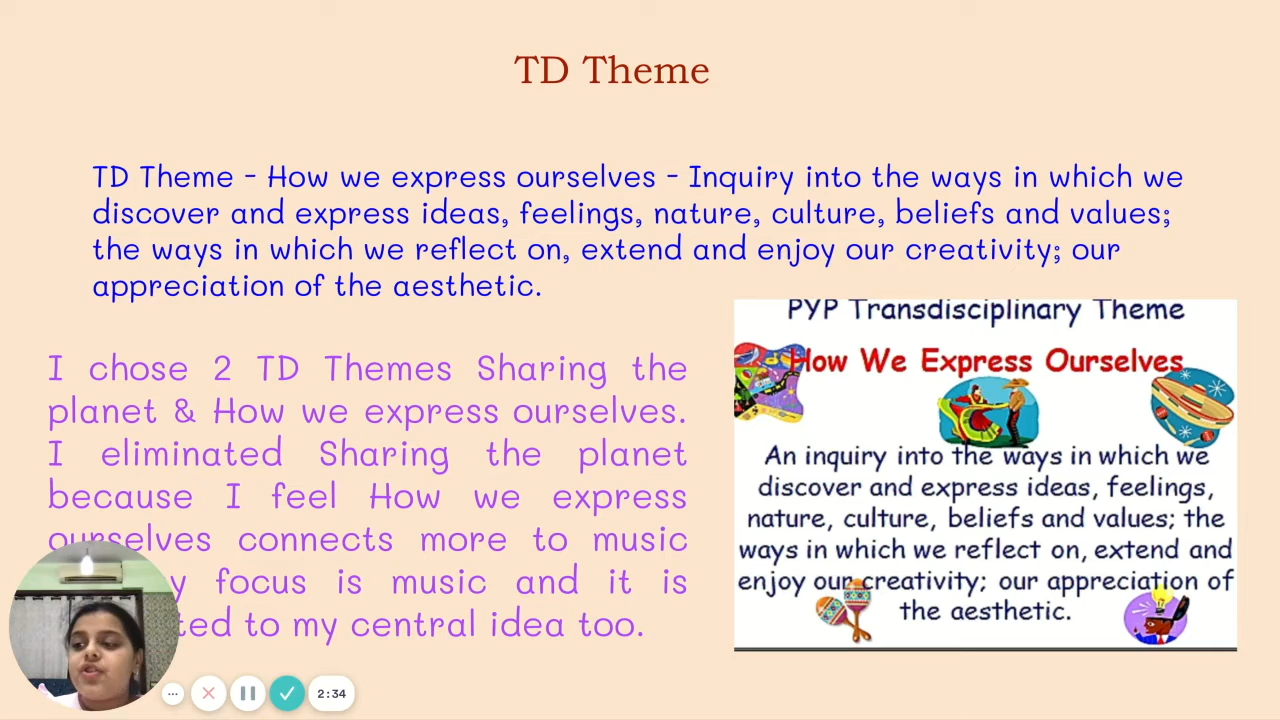 TD Theme
TD Theme - How we express ourselves - Inquiry into the ways in which we
discover and express ideas, feelings, nature, culture, beliefs and values;
the ways in which we reflect on, extend and enjoy our creativity; our
appreciation of the aesthetic.
I chose 2 TD Themes Sharing the
planet & How we express ourselves.
I eliminated Sharing the planet
because I feel How we express
ourselves connects more to music
focus is music and it is
to my central idea too.
PYP Transdisciplinary Theme
How We Express Ourselves
An inquiry into the ways in which we
discover and express ideas, feelings,
nature, culture, beliefs and values; the
ways in which we reflect on, extend and
enjoy our creativity; our appreciation of
the aesthetic.
2:34